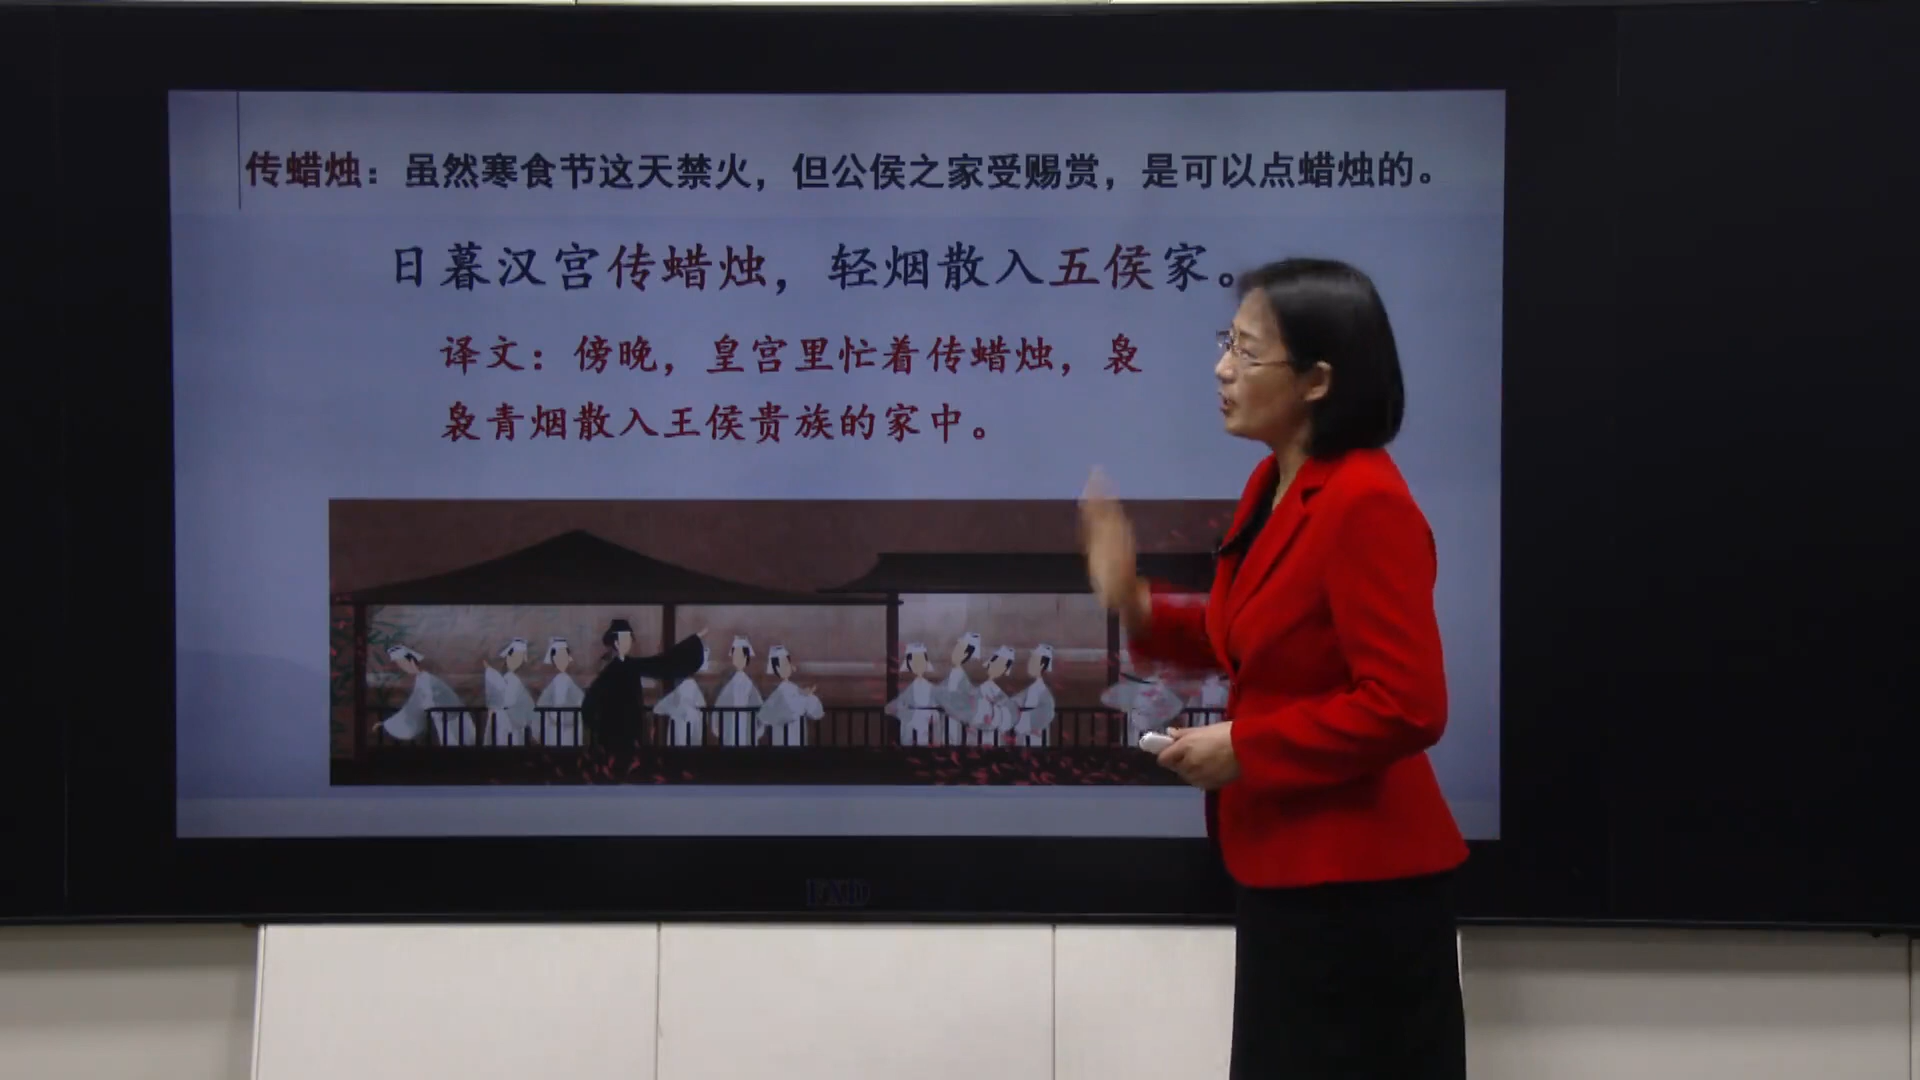 传蜡烛：虽然寒食节这天禁火，但公侯之家受赐赏，是可以点蜡烛的。
日暮汉宫传蜡烛，轻烟散入五侯家。
译文：傍晚，皇宫里忙着传蜡烛，袅
袅青烟散入王侯贵族的家中。